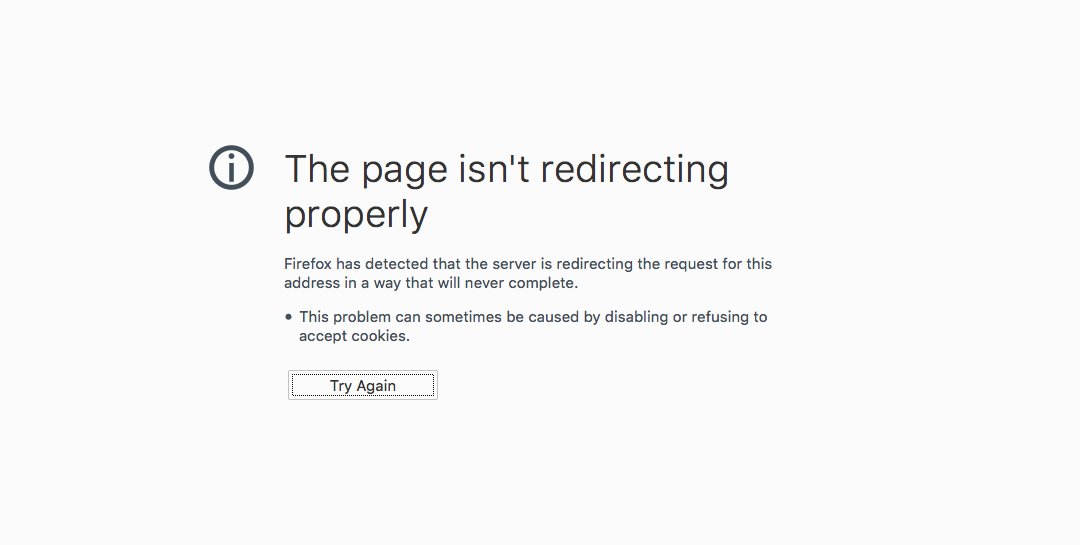 The page isn't redirecting
properly
Firefox has detected that the server is redirecting the request for this
address in a way that will never complete.
• This problem can sometimes be caused by disabling or refusing to
accept cookies.
Try Again